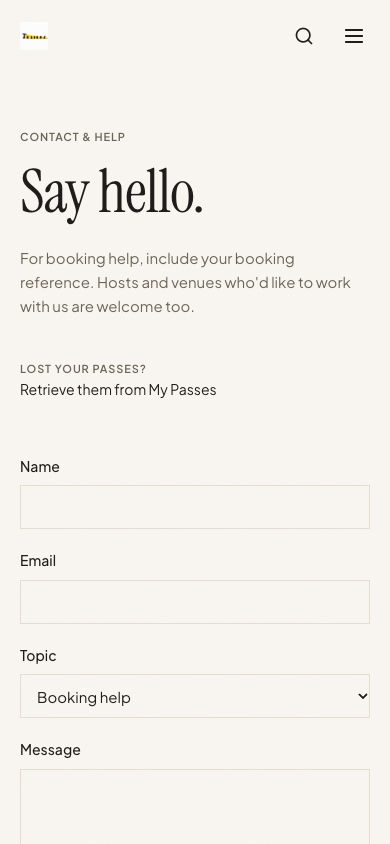 CONTACT & HELP
Say hello.
For booking help, include your booking
reference. Hosts and venues who'd like to work
with us are welcome too.
LOST YOUR PASSES?
Retrieve them from My Passes
Name
Email
Topic
Booking help
Message